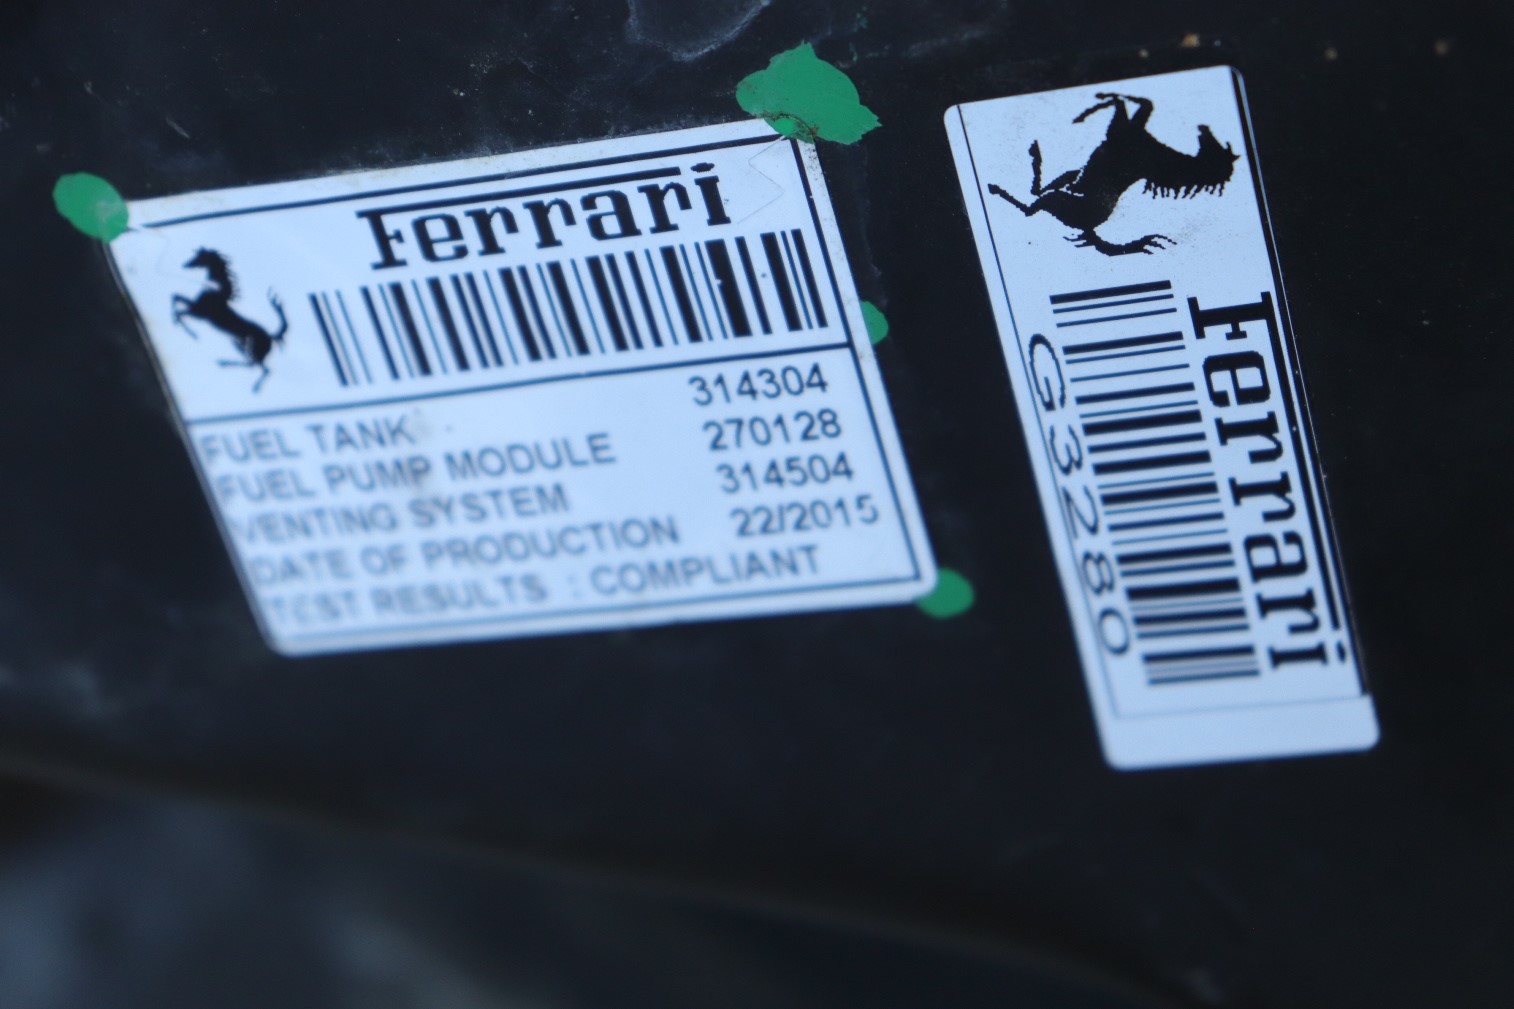 Ferrari
FUEL TANK 314304
FUEL PUMP MODULE 270128
VENTING SYSTEM 314504
DATE OF PRODUCTION 22/2015
TEST RESULTS : COMPLIANT
Ferrari
G3280